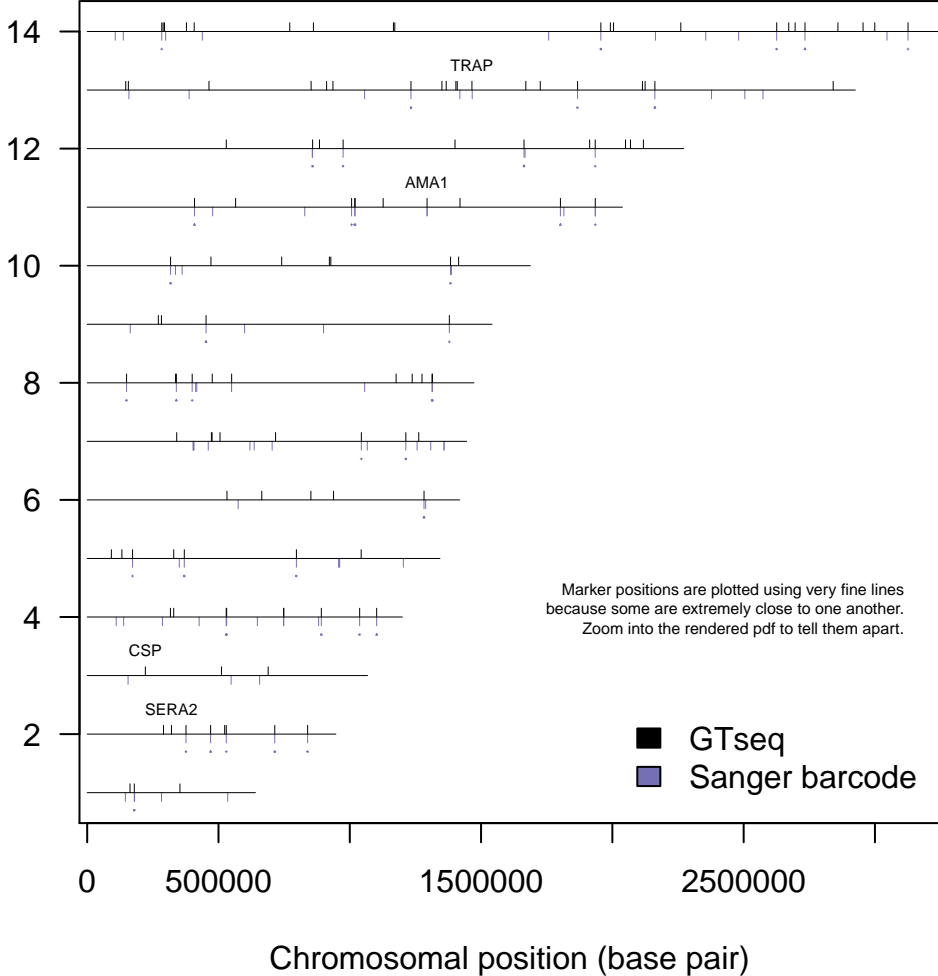 14
TRAP
12
AMA1
10
8
6
Marker positions are plotted using very fine lines
because some are extremely close to one another.
4
Zoom into the rendered pdf to tell them apart.
CSP
SERA2
2
GTseq
Sanger barcode
0 500000 1500000 2500000
Chromosomal position (base pair)